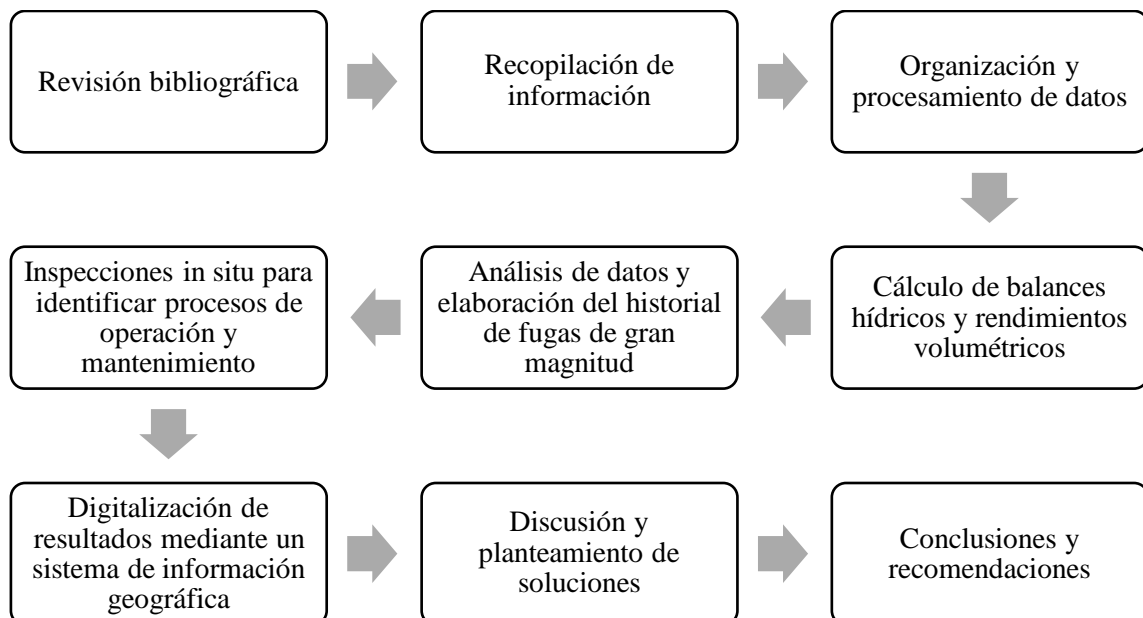 Revisión bibliográfica
Recopilación de
información
Organización y
procesamiento de datos
Cálculo de balances
hídricos y rendimientos
volumétricos
Análisis de datos y
elaboración del historial
de fugas de gran
magnitud
Inspecciones in situ para
identificar procesos de
operación y
mantenimiento
Digitalización de
resultados mediante un
sistema de información
geográfica
Discusión y
planteamiento de
soluciones
Conclusiones y
recomendaciones